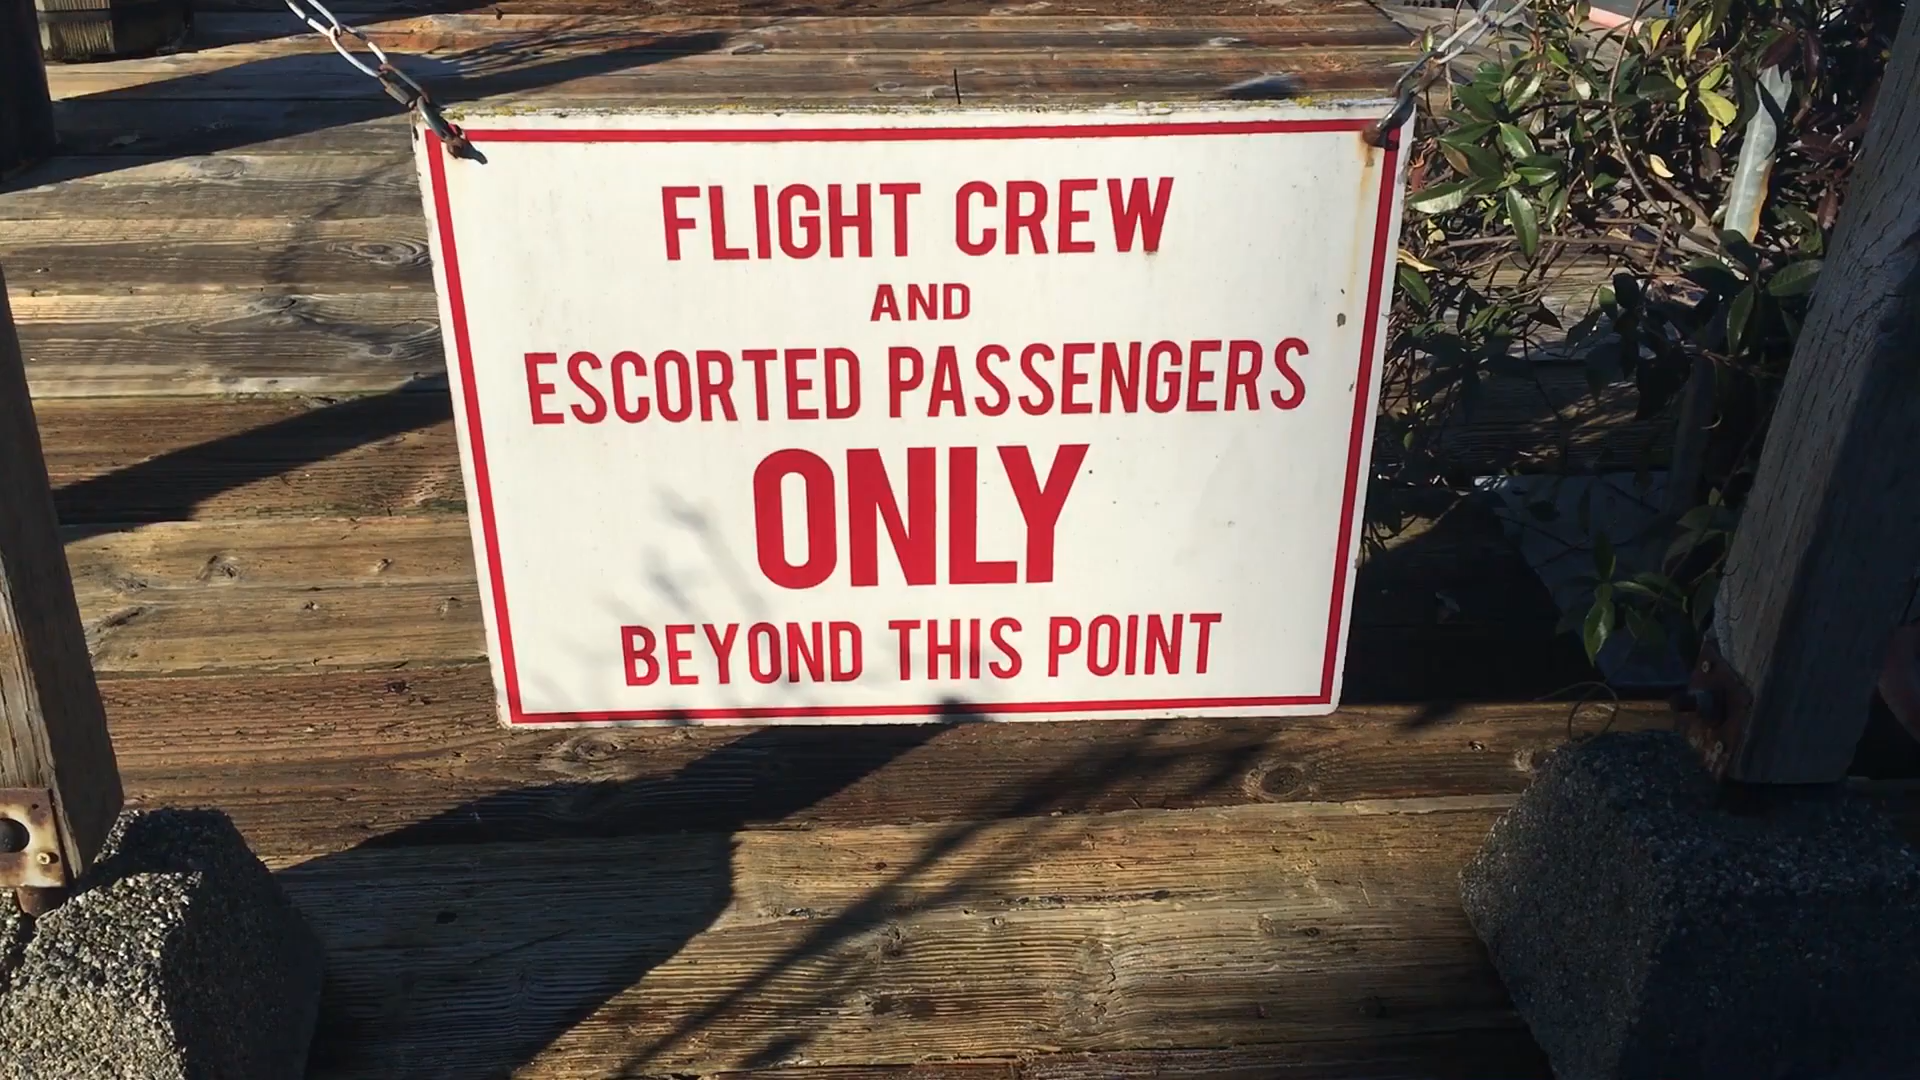 FLIGHT CREW
AND
ESCORTED PASSENGERS
ONLY
BEYOND THIS POINT